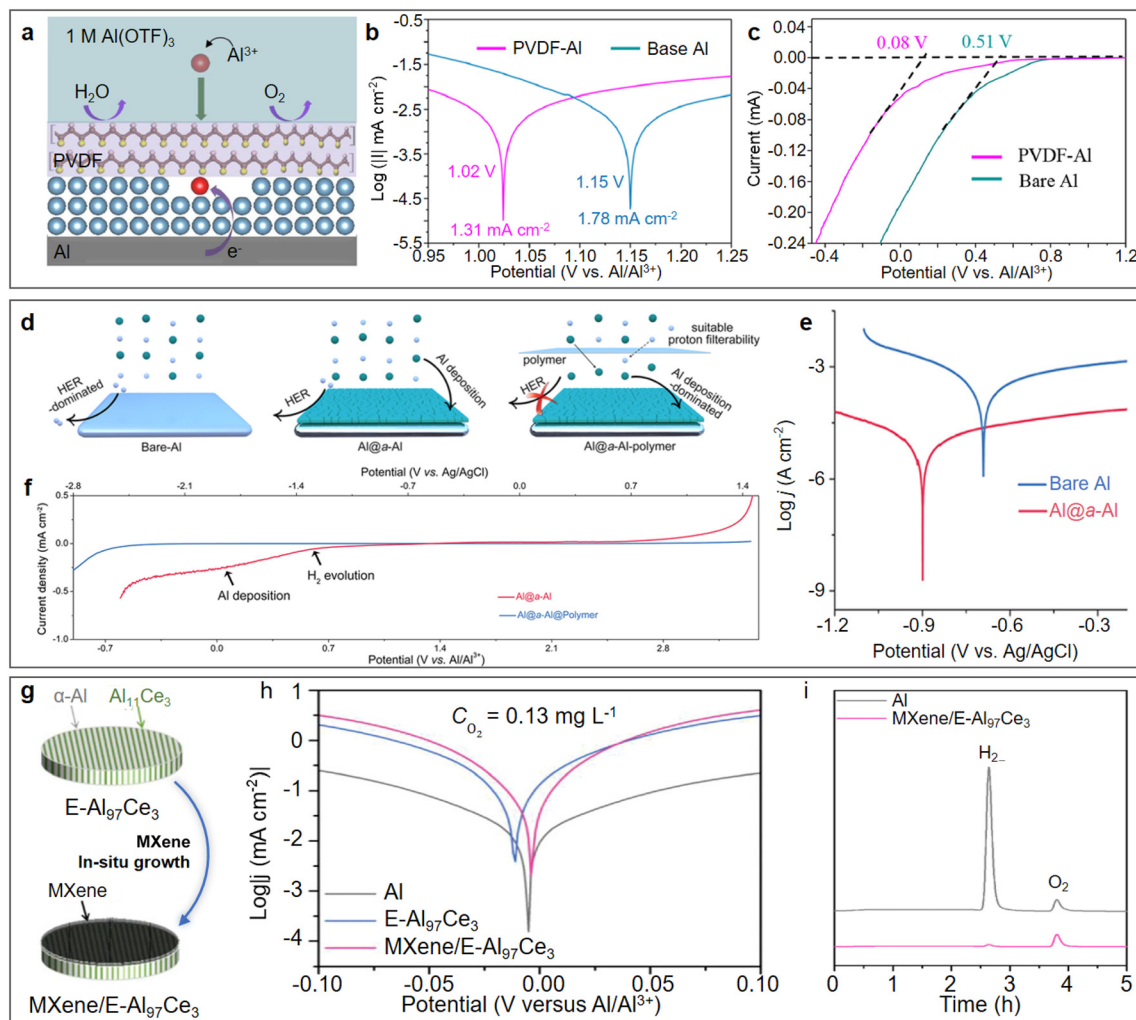 a
1 M Al(OTF)₃
Al³⁺
H₂O
O₂
PVDF
Al
e⁻
b
PVDF-Al
Base Al
Log (|I| mA cm⁻²)
-0.5
-1.5
-2.5
-3.5
-4.5
-5.5
1.02 V
1.31 mA cm⁻²
1.15 V
1.78 mA cm⁻²
0.95 1.00 1.05 1.10 1.15 1.20 1.25
Potential (V vs. Al/Al³⁺)
c
0.08 V
0.51 V
Current (mA)
0.04
0.00
-0.04
-0.08
-0.12
-0.16
-0.20
-0.24
PVDF-Al
Bare Al
-0.4 0.0 0.4 0.8 1.2
Potential (V vs. Al/Al³⁺)
d
HER
-dominated
Bare-Al
HER
Al deposition
Al@a-Al
suitable
proton filterability
polymer
HER
Al deposition
-dominated
Al@a-Al-polymer
e
Log j (A cm⁻²)
-3
-6
-9
Bare Al
Al@a-Al
-1.2 -0.9 -0.6 -0.3
Potential (V vs. Ag/AgCl)
f
Potential (V vs. Ag/AgCl)
-2.8 -2.1 -1.4 -0.7 0.0 0.7 1.4
Current density (mA cm⁻²)
0.5
0.0
-0.5
-1.0
Al deposition
H₂ evolution
Al@a-Al
Al@a-Al@Polymer
-0.7 0.0 0.7 1.4 2.1 2.8
Potential (V vs. Al/Al³⁺)
g
α-Al
Al₁₁Ce₃
E-Al₉₇Ce₃
MXene
In-situ growth
MXene
MXene/E-Al₉₇Ce₃
h
C_O₂ = 0.13 mg L⁻¹
Log|j (mA cm⁻²)|
1
0
-1
-2
-3
-4
Al
E-Al₉₇Ce₃
MXene/E-Al₉₇Ce₃
-0.10 -0.05 0.00 0.05 0.10
Potential (V versus Al/Al³⁺)
i
Al
MXene/E-Al₉₇Ce₃
H₂
O₂
0 1 2 3 4 5
Time (h)